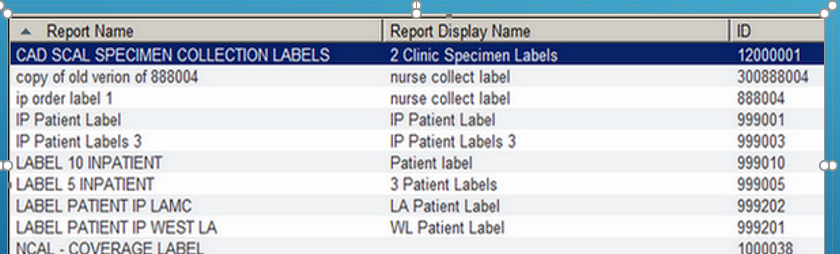 Report Name Report Display Name ID
CAD SCAL SPECIMEN COLLECTION LABELS 2 Clinic Specimen Labels 12000001
copy of old verion of 888004 nurse collect label 300888004
ip order label 1 nurse collect label 888004
IP Patient Label IP Patient Label 999001
IP Patient Labels 3 IP Patient Labels 3 999003
LABEL 10 INPATIENT Patient label 999010
LABEL 5 INPATIENT 3 Patient Labels 999005
LABEL PATIENT IP LAMC LA Patient Label 999202
LABEL PATIENT IP WEST LA WL Patient Label 999201
NCAL - COVERAGE LABEL 1000038